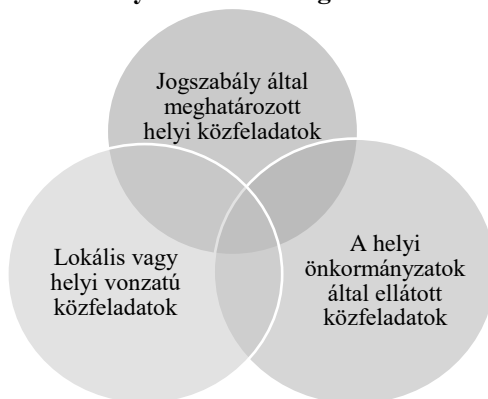 Jogszabály által
meghatározott
helyi közfeladatok
Lokális vagy
helyi vonzatú
közfeladatok
A helyi
önkormányzatok
által ellátott
közfeladatok